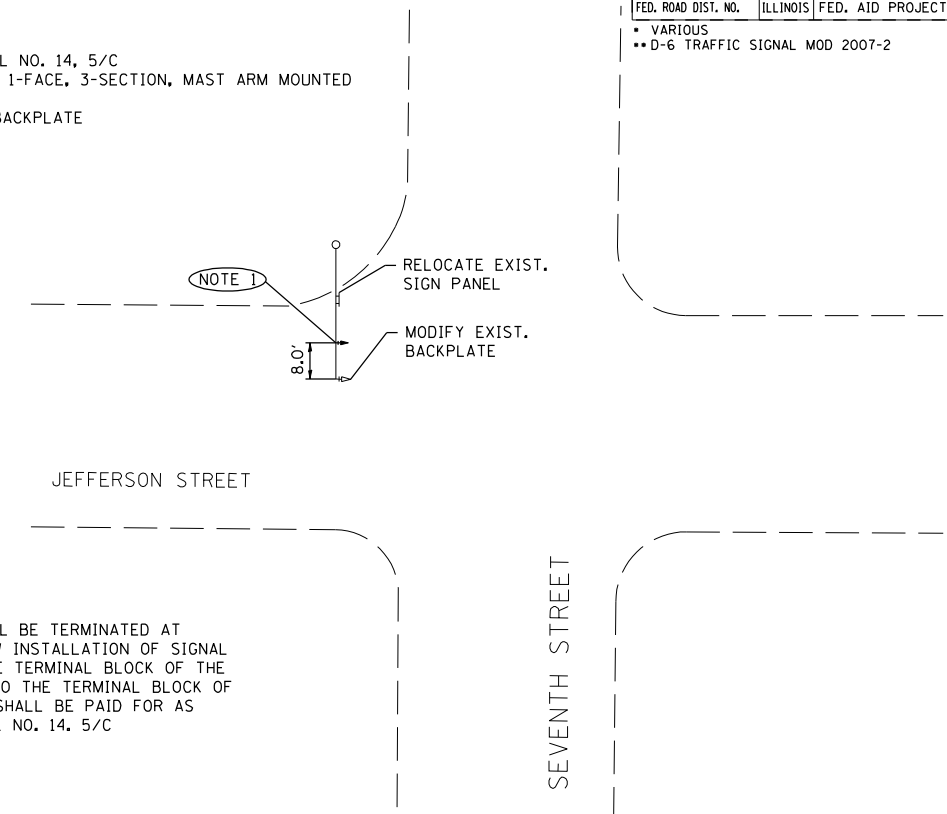 FED. ROAD DIST. NO. ILLINOIS FED. AID PROJECT
* VARIOUS
** D-6 TRAFFIC SIGNAL MOD 2007-2
L NO. 14, 5/C
1-FACE, 3-SECTION, MAST ARM MOUNTED
BACKPLATE
NOTE 1
RELOCATE EXIST.
SIGN PANEL
MODIFY EXIST.
BACKPLATE
8.0'
JEFFERSON STREET
SEVENTH STREET
L BE TERMINATED AT
INSTALLATION OF SIGNAL
E TERMINAL BLOCK OF THE
O THE TERMINAL BLOCK OF
SHALL BE PAID FOR AS
NO. 14. 5/C